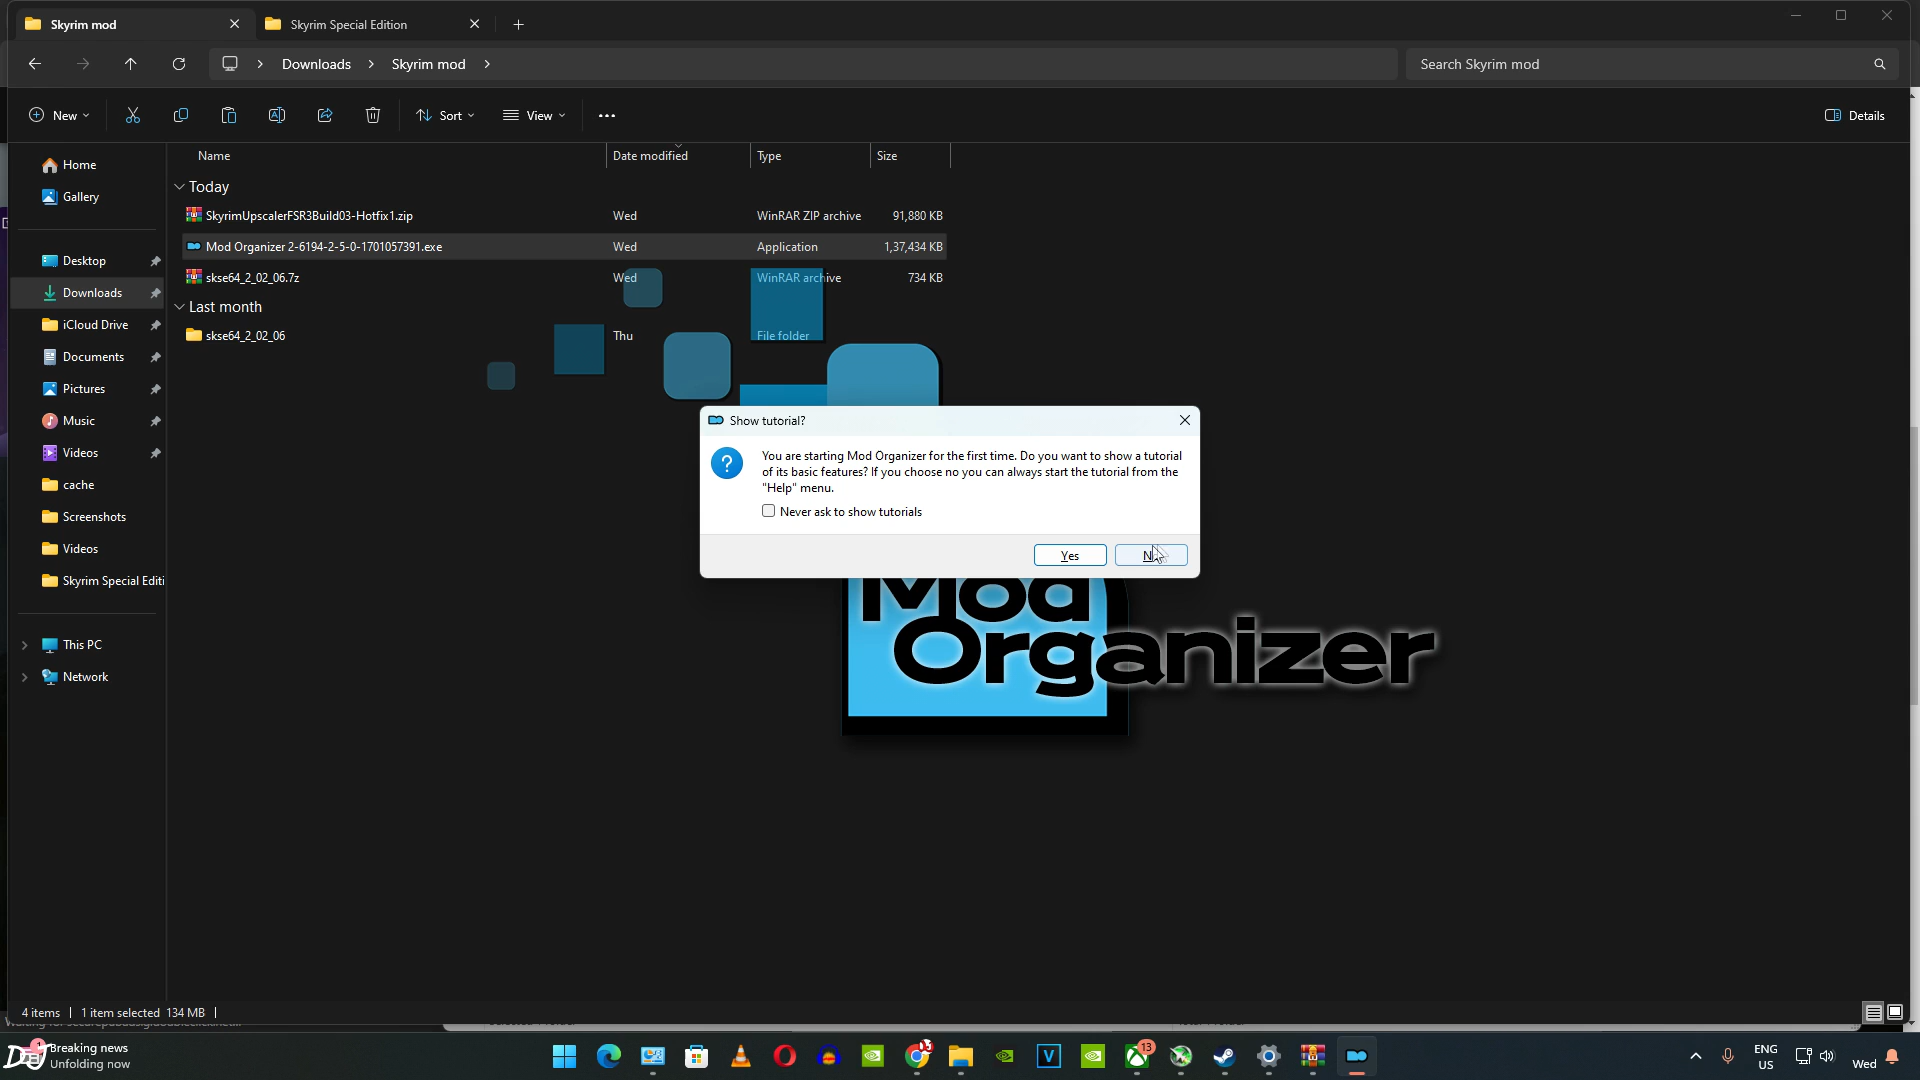 Skyrim mod
Skyrim Special Edition
Downloads
Skyrim mod
Search Skyrim mod
New
Sort
View
Details
Name
Date modified
Type
Size
Today
SkyrimUpscalerFSR3Build03-Hotfix1.zip
Wed
WinRAR ZIP archive
91,880 KB
Mod Organizer 2-6194-2-5-0-1701057391.exe
Wed
Application
1,37,434 KB
skse64_2_02_06.7z
Wed
WinRAR archive
734 KB
Last month
skse64_2_02_06
Thu
File folder
Home
Gallery
Desktop
Downloads
iCloud Drive
Documents
Pictures
Music
Videos
cache
Screenshots
Videos
Skyrim Special Editi
This PC
Network
Show tutorial?
You are starting Mod Organizer for the first time. Do you want to show a tutorial
of its basic features? If you choose no you can always start the tutorial from the
"Help" menu.
Never ask to show tutorials
Yes
Mod
Organizer
4 items
1 item selected 134 MB
Breaking news
Unfolding now
1
13
ENG
US
Wed